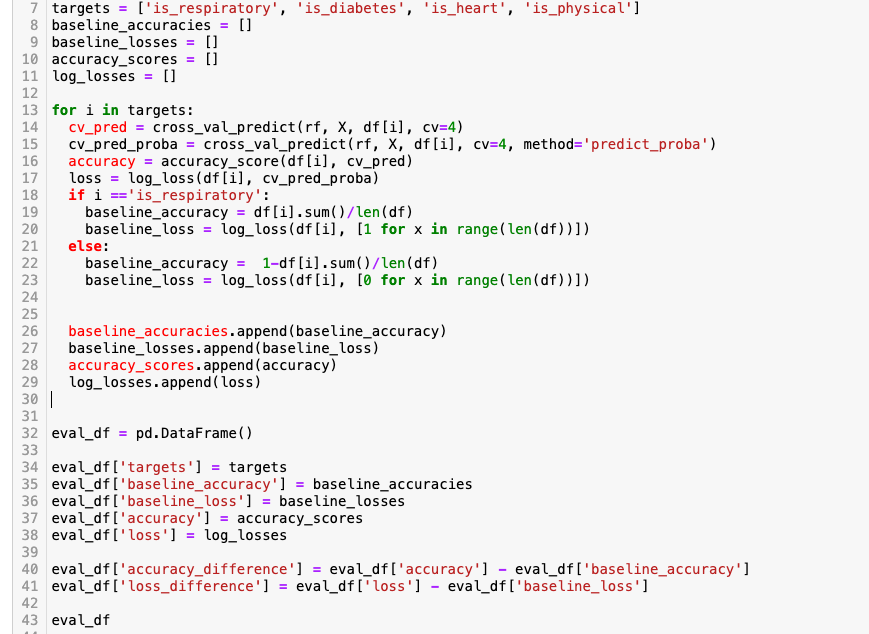 7 targets = ['is_respiratory', 'is_diabetes', 'is_heart', 'is_physical']
8 baseline_accuracies = []
9 baseline_losses = []
10 accuracy_scores = []
11 log_losses = []
12
13 for i in targets:
14   cv_pred = cross_val_predict(rf, X, df[i], cv=4)
15   cv_pred_proba = cross_val_predict(rf, X, df[i], cv=4, method='predict_proba')
16   accuracy = accuracy_score(df[i], cv_pred)
17   loss = log_loss(df[i], cv_pred_proba)
18   if i =='is_respiratory':
19     baseline_accuracy = df[i].sum()/len(df)
20     baseline_loss = log_loss(df[i], [1 for x in range(len(df))])
21   else:
22     baseline_accuracy =  1-df[i].sum()/len(df)
23     baseline_loss = log_loss(df[i], [0 for x in range(len(df))])
24
25
26   baseline_accuracies.append(baseline_accuracy)
27   baseline_losses.append(baseline_loss)
28   accuracy_scores.append(accuracy)
29   log_losses.append(loss)
30
31
32 eval_df = pd.DataFrame()
33
34 eval_df['targets'] = targets
35 eval_df['baseline_accuracy'] = baseline_accuracies
36 eval_df['baseline_loss'] = baseline_losses
37 eval_df['accuracy'] = accuracy_scores
38 eval_df['loss'] = log_losses
39
40 eval_df['accuracy_difference'] = eval_df['accuracy'] - eval_df['baseline_accuracy']
41 eval_df['loss_difference'] = eval_df['loss'] - eval_df['baseline_loss']
42
43 eval_df